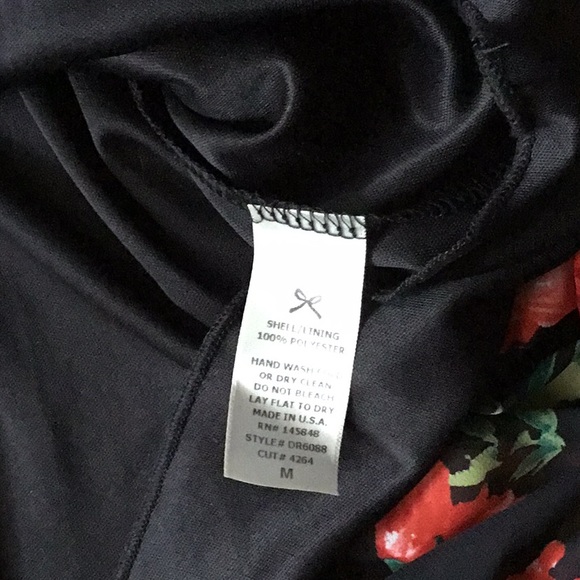 SHELL/LINING
100% POLYESTER
HAND WASH
OR DRY CLEAN
DO NOT BLEACH
LAY FLAT TO DRY
MADE IN U.S.A.
RN# 145848
STYLE# DR6088
CUT# 4264
M